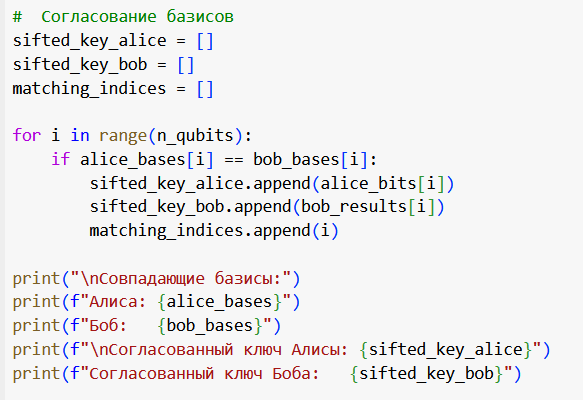 #  Согласование базисов
sifted_key_alice = []
sifted_key_bob = []
matching_indices = []

for i in range(n_qubits):
    if alice_bases[i] == bob_bases[i]:
        sifted_key_alice.append(alice_bits[i])
        sifted_key_bob.append(bob_results[i])
        matching_indices.append(i)

print("\nСовпадающие базисы:")
print(f"Алиса: {alice_bases}")
print(f"Боб:   {bob_bases}")
print(f"\nСогласованный ключ Алисы: {sifted_key_alice}")
print(f"Согласованный ключ Боба:   {sifted_key_bob}")